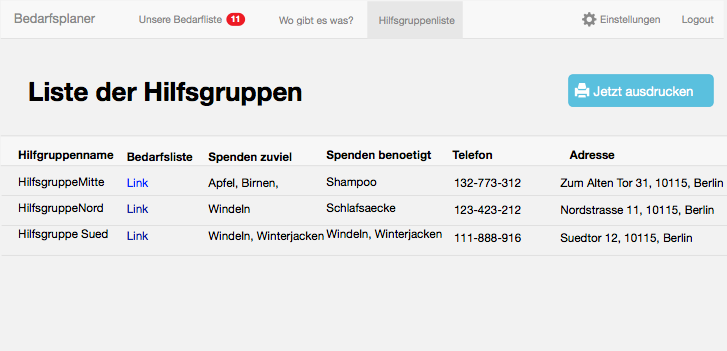 Bedarfsplaner Unsere Bedarfliste 11 Wo gibt es was? Hilfsgruppenliste Einstellungen Logout
Liste der Hilfsgruppen Jetzt ausdrucken
Hilfgruppenname Bedarfsliste Spenden zuviel Spenden benoetigt Telefon Adresse
HilfsgruppeMitte Link Apfel, Birnen, Shampoo 132-773-312 Zum Alten Tor 31, 10115, Berlin
HilfsgruppeNord Link Windeln Schlafsaecke 123-423-212 Nordstrasse 11, 10115, Berlin
Hilfsgruppe Sued Link Windeln, Winterjacken Windeln, Winterjacken 111-888-916 Suedtor 12, 10115, Berlin